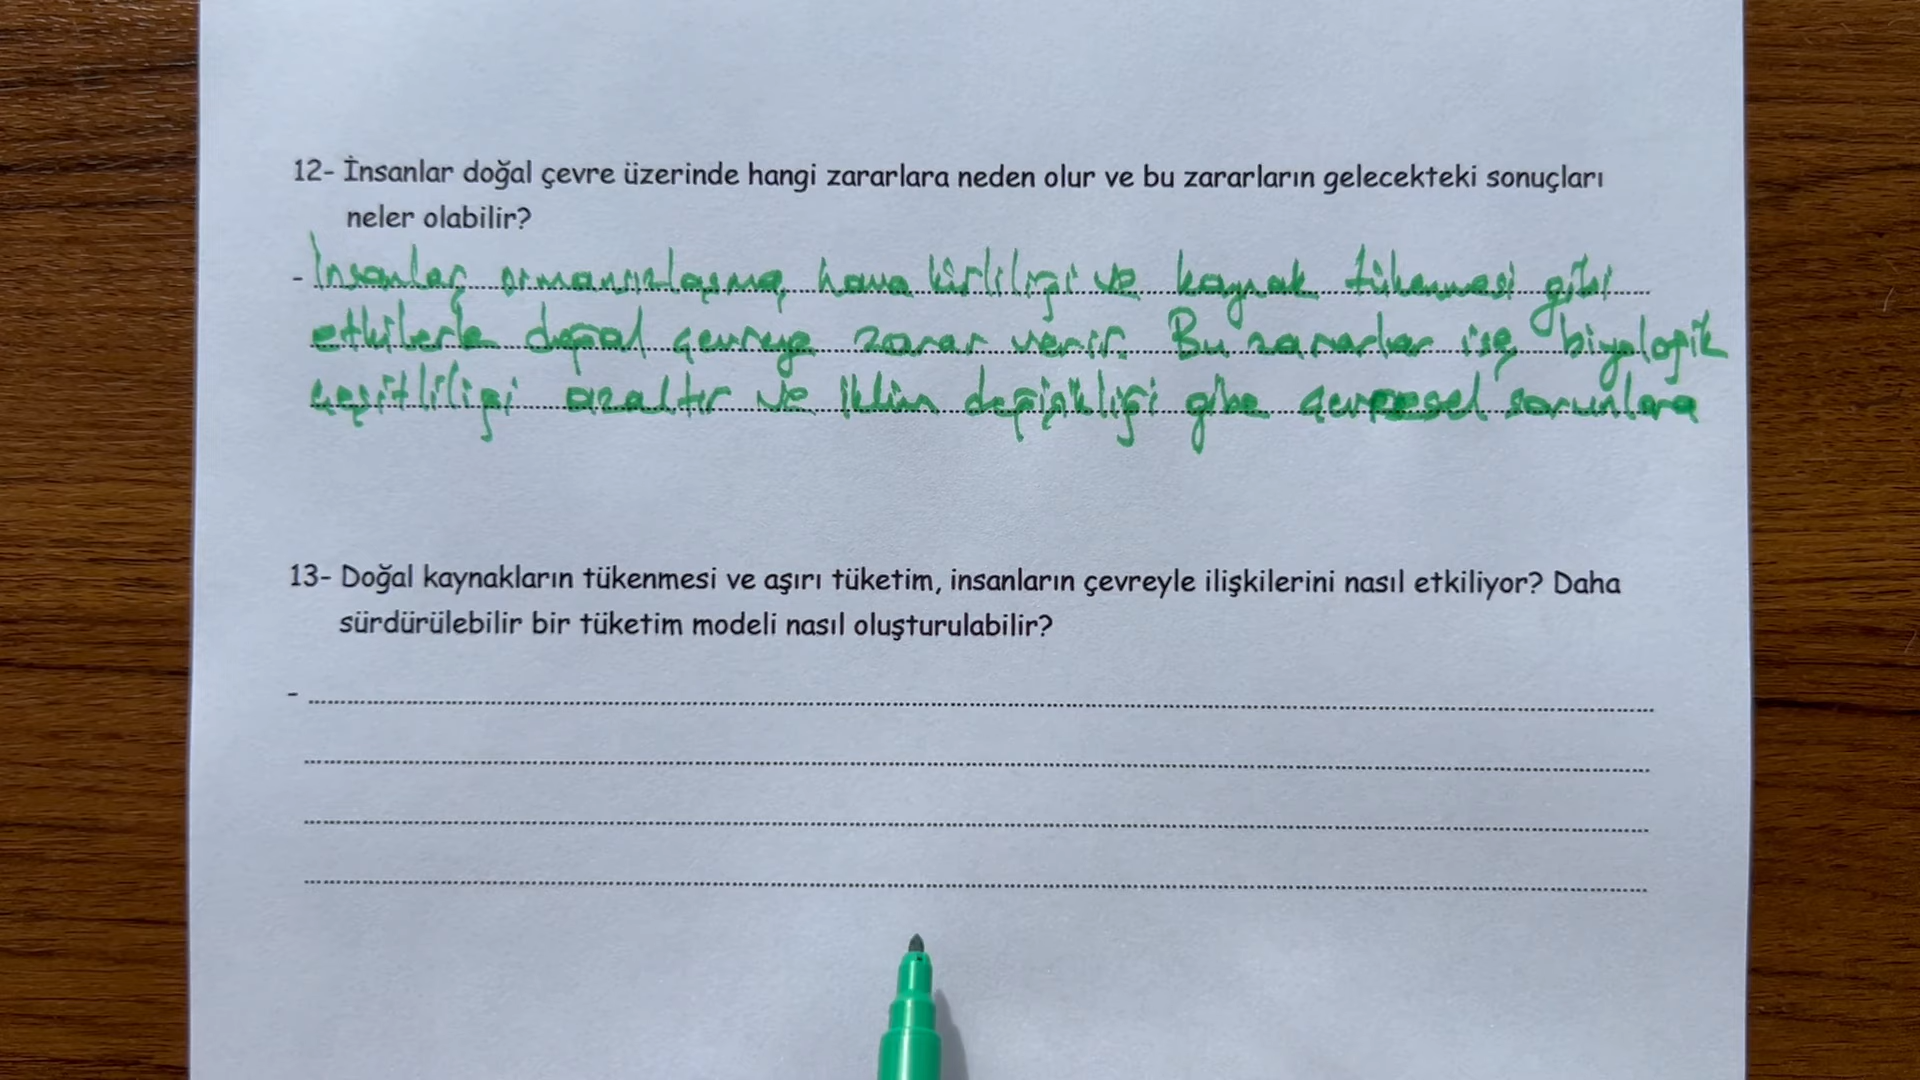 12- İnsanlar doğal çevre üzerinde hangi zararlara neden olur ve bu zararların gelecekteki sonuçları
neler olabilir?
- İnsanlar, ormansızlaşma, hava kirliliği ve kaynak tükenmesi gibi
etkilerle doğal çevreye zarar verir. Bu zararlar ise, biyolojik
çeşitliliği azaltır ve iklim değişikliği gibi çevresel sorunlara
13- Doğal kaynakların tükenmesi ve aşırı tüketim, insanların çevreyle ilişkilerini nasıl etkiliyor? Daha
sürdürülebilir bir tüketim modeli nasıl oluşturulabilir?
-